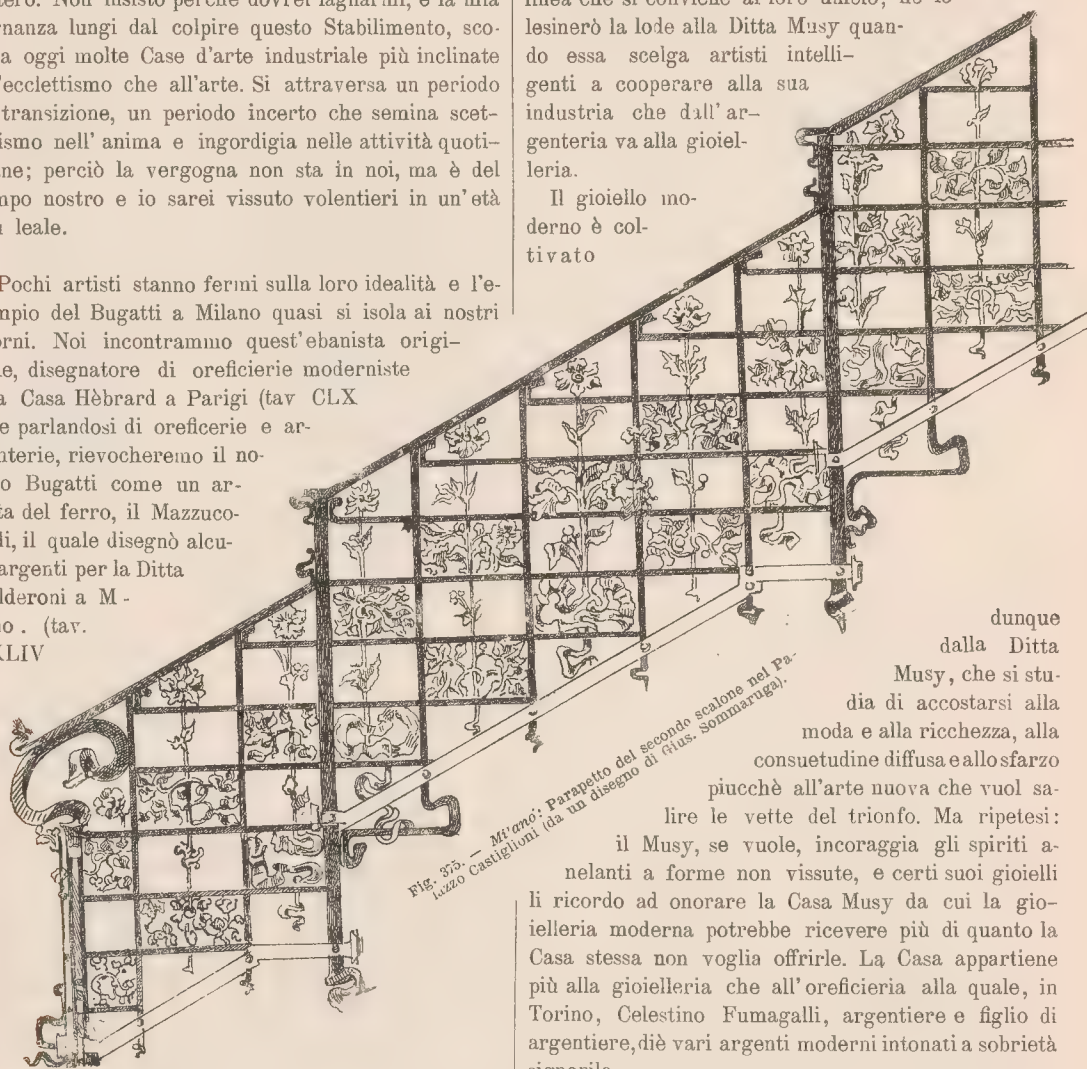 tero. Non insisto perchè dovrei lagnarmi, e la mia
rnanza lungi dal colpire questo Stabilimento, sco-
a oggi molte Case d'arte industriale più inclinate
'ecclettismo che all'arte. Si attraversa un periodo
transizione, un periodo incerto che semina scet-
ismo nell' anima e ingordigia nelle attività quoti-
ne; perciò la vergogna non sta in noi, ma è del
npo nostro e io sarei vissuto volentieri in un' età
leale.
Pochi artisti stanno fermi sulla loro idealità e l'e-
mpio del Bugatti a Milano quasi si isola ai nostri
orni. Noi incontrammo quest' ebanista origi-
e, disegnatore di oreficierie moderniste
a Casa Hèbrard a Parigi (tav CLX
e parlandosi di oreficerie e ar-
nterie, rievocheremo il no-
o Bugatti come un ar-
ta del ferro, il Mazzuco-
li, il quale disegnò alcu-
argenti per la Ditta
lderoni a M -
no . (tav.
XLIV
lesinerò la lode alla Ditta Musy quan-
do essa scelga artisti intelli-
genti a cooperare alla sua
industria che dall' ar-
genteria va alla gioiel-
leria.
Il gioiello mo-
derno è col-
tivato
Fig. 375. — Milano: Parapetto del secondo scalone nel Pa-
lazzo Castiglioni (da un disegno di Gius. Sommaruga).
dunque
dalla Ditta
Musy, che si stu-
dia di accostarsi alla
moda e alla ricchezza, alla
consuetudine diffusa e allo sfarzo
piucchè all'arte nuova che vuol sa-
lire le vette del trionfo. Ma ripetesi:
il Musy, se vuole, incoraggia gli spiriti a-
nelanti a forme non vissute, e certi suoi gioielli
li ricordo ad onorare la Casa Musy da cui la gio-
ielleria moderna potrebbe ricevere più di quanto la
Casa stessa non voglia offrirle. La Casa appartiene
più alla gioielleria che all' oreficieria alla quale, in
Torino, Celestino Fumagalli, argentiere e figlio di
argentiere, diè vari argenti moderni intonati a sobrietà